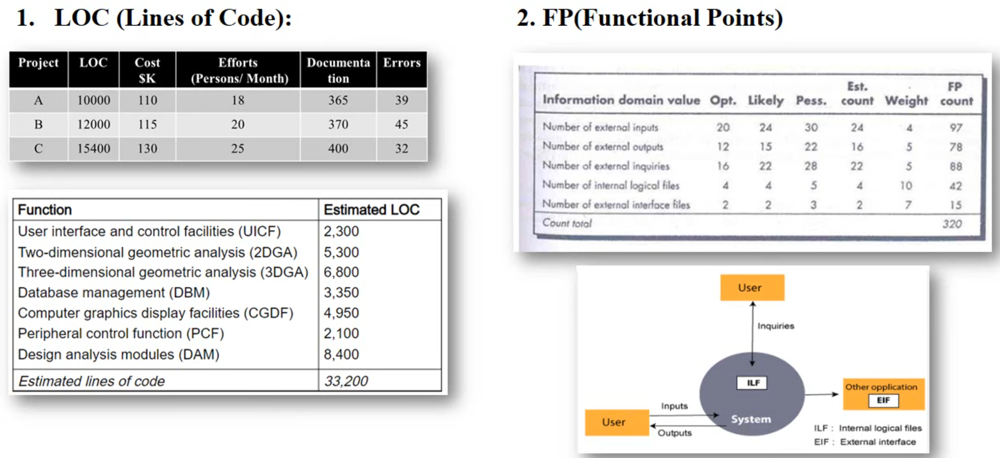 1. LOC (Lines of Code):
Project LOC Cost $K Efforts (Persons/ Month) Documenta tion Errors
A 10000 110 18 365 39
B 12000 115 20 370 45
C 15400 130 25 400 32
Function Estimated LOC
User interface and control facilities (UICF) 2,300
Two-dimensional geometric analysis (2DGA) 5,300
Three-dimensional geometric analysis (3DGA) 6,800
Database management (DBM) 3,350
Computer graphics display facilities (CGDF) 4,950
Peripheral control function (PCF) 2,100
Design analysis modules (DAM) 8,400
Estimated lines of code 33,200
2. FP(Functional Points)
Information domain value Opt. Likely Pess. Est. count Weight FP count
Number of external inputs 20 24 30 24 4 97
Number of external outputs 12 15 22 16 5 78
Number of external inquiries 16 22 28 22 5 88
Number of internal logical files 4 4 5 4 10 42
Number of external interface files 2 2 3 2 7 15
Count total 320
User
Inquiries
ILF
Other application
EIF
Inputs
System
User
Outputs
ILF : Internal logical files
EIF : External interface